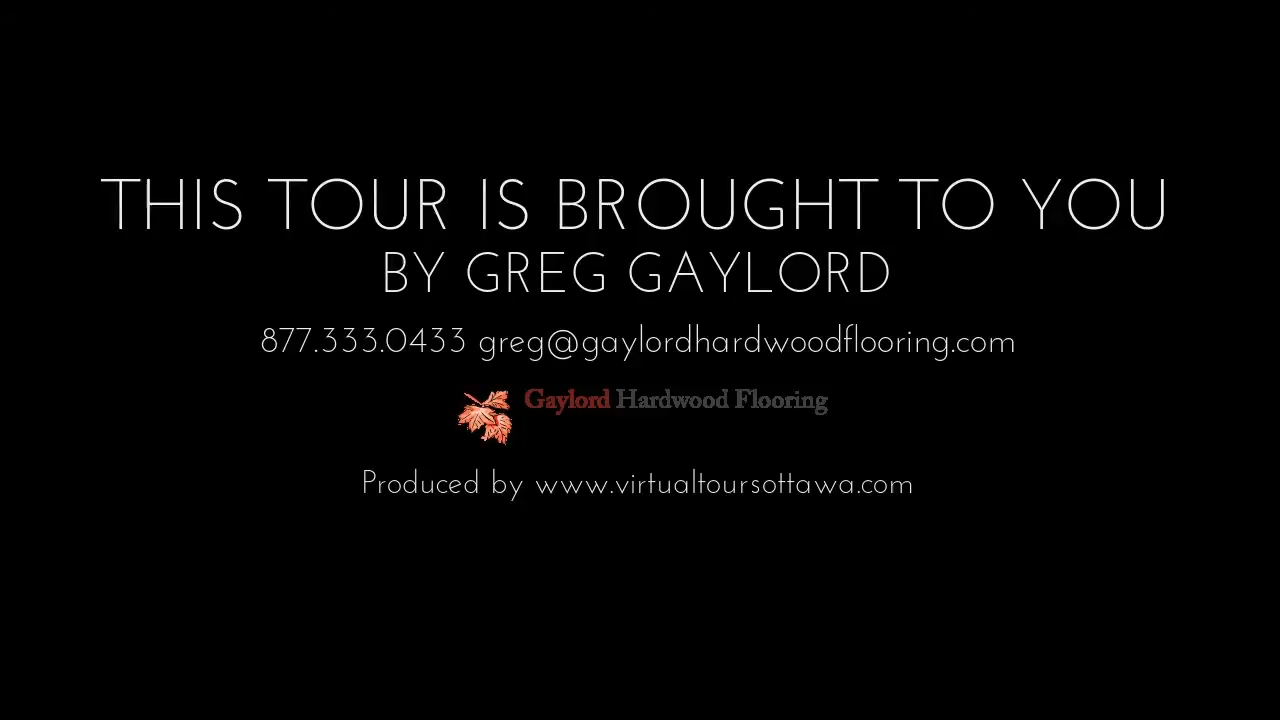 THIS TOUR IS BROUGHT TO YOU
BY GREG GAYLORD
877.333.0433 greg@gaylordhardwoodflooring.com
Gaylord Hardwood Flooring
Produced by www.virtualtoursottawa.com